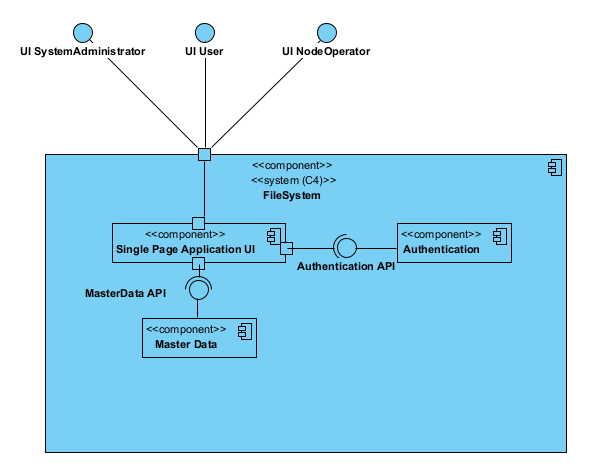 UI SystemAdministrator
UI User
UI NodeOperator
<<component>>
<<system (C4)>>
FileSystem
<<component>>
Single Page Application UI
<<component>>
Authentication
Authentication API
MasterData API
<<component>>
Master Data